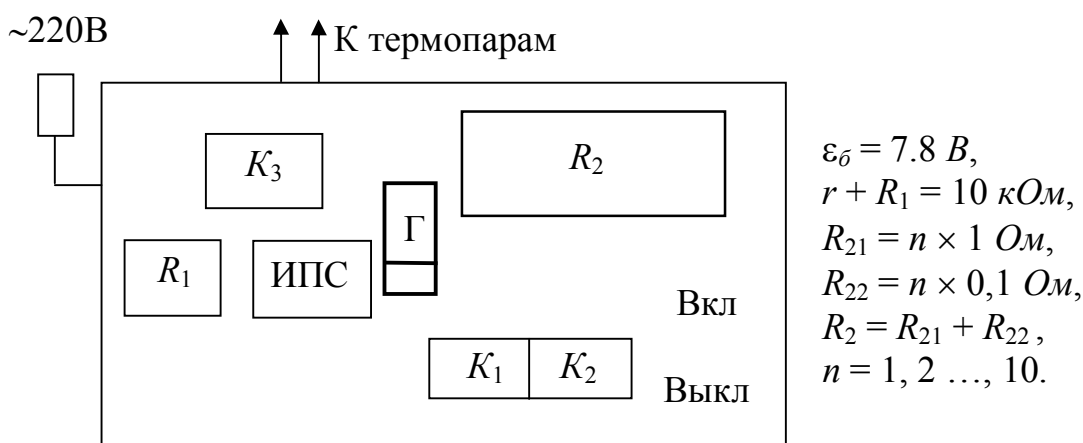 ~220В
К термопарам
K₃
R₂
Г
R₁
ИПС
Вкл
K₁
K₂
Выкл
ε_б = 7.8 В,
r + R₁ = 10 кОм,
R₂₁ = n × 1 Ом,
R₂₂ = n × 0,1 Ом,
R₂ = R₂₁ + R₂₂ ,
n = 1, 2 ..., 10.